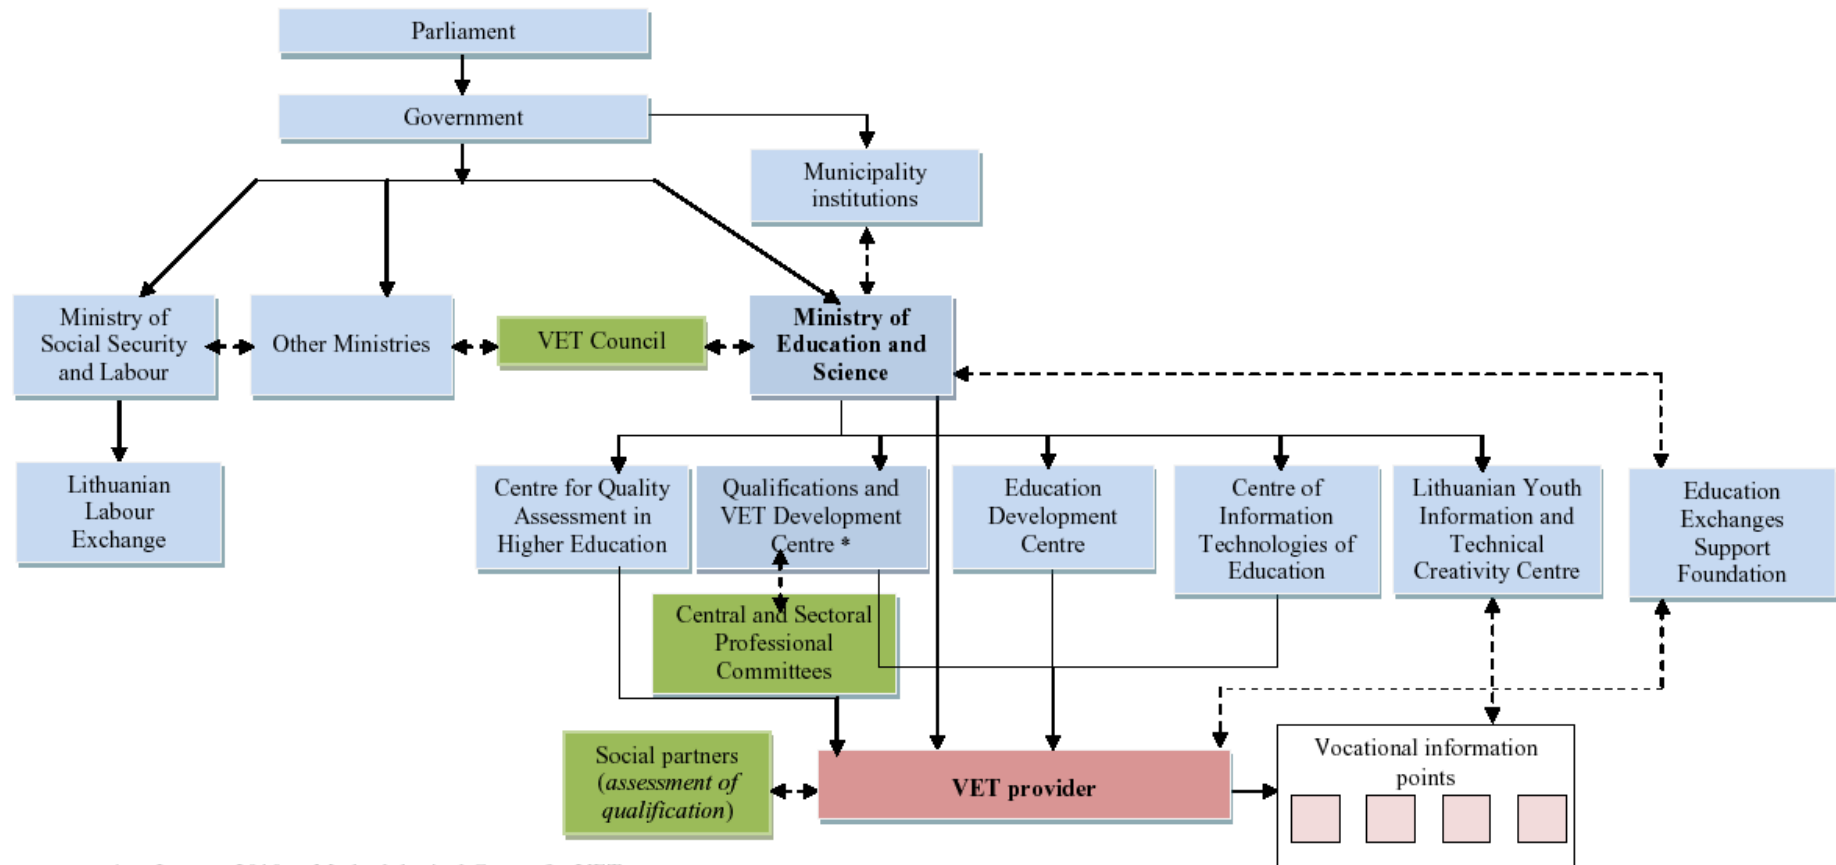 Parliament
Government
Municipality
institutions
Ministry of
Social Security
and Labour
Other Ministries
VET Council
Ministry of
Education and
Science
Lithuanian
Labour
Exchange
Centre for Quality
Assessment in
Higher Education
Qualifications and
VET Development
Centre *
Education
Development
Centre
Centre of
Information
Technologies of
Education
Lithuanian Youth
Information and
Technical
Creativity Centre
Education
Exchanges
Support
Foundation
Central and Sectoral
Professional
Committees
Social partners
(assessment of
qualification)
VET provider
Vocational information
points